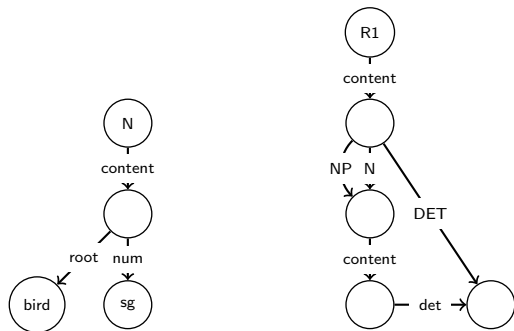 R1
content
N
NP N
content
DET
root num
content
bird sg
det